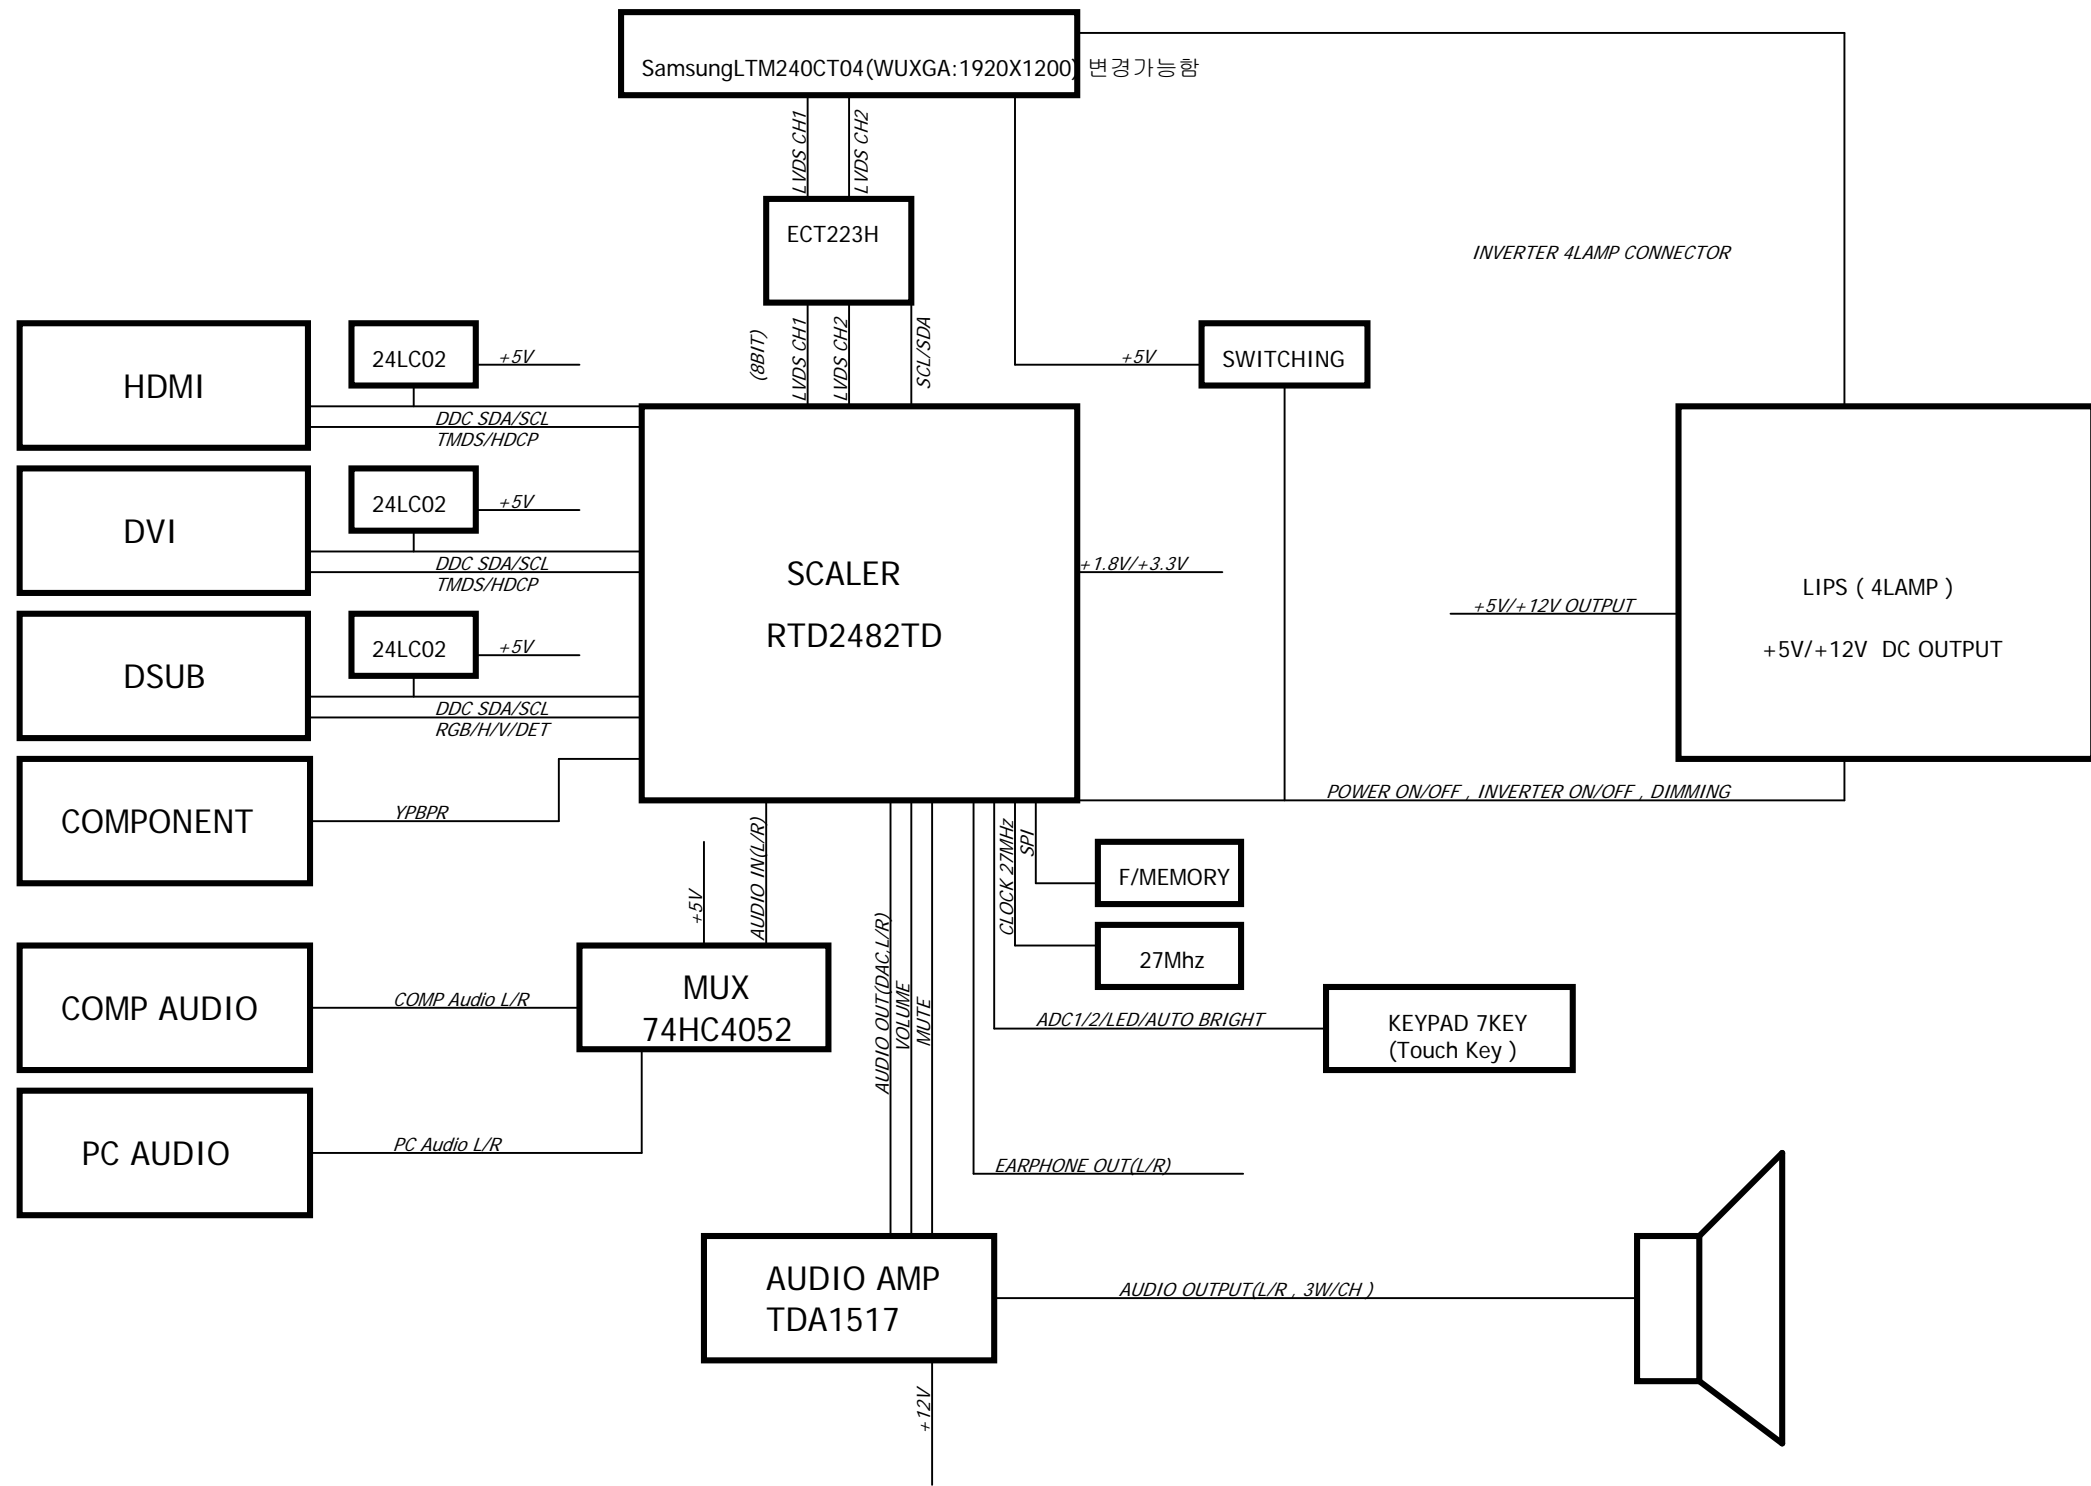 SamsungLTM240CT04(WUXGA:1920X1200) 변경가능함
LVDS CH1
LVDS CH2
ECT223H
INVERTER 4LAMP CONNECTOR
(8BIT)
LVDS CH1
LVDS CH2
SCL/SDA
+5V
SWITCHING
HDMI
24LC02
+5V
DDC SDA/SCL
TMDS/HDCP
DVI
24LC02
+5V
DDC SDA/SCL
TMDS/HDCP
DSUB
24LC02
+5V
DDC SDA/SCL
RGB/H/V/DET
SCALER
RTD2482TD
+1.8V/+3.3V
+5V/+12V OUTPUT
LIPS ( 4LAMP )
+5V/+12V DC OUTPUT
COMPONENT
YPBPR
POWER ON/OFF , INVERTER ON/OFF , DIMMING
+5V
AUDIO IN(L/R)
AUDIO OUT(DAC,L/R)
VOLUME
MUTE
CLOCK 27MHz
SPI
F/MEMORY
27Mhz
COMP AUDIO
COMP Audio L/R
MUX
74HC4052
ADC1/2/LED/AUTO BRIGHT
KEYPAD 7KEY
(Touch Key )
PC AUDIO
PC Audio L/R
EARPHONE OUT(L/R)
AUDIO AMP
TDA1517
AUDIO OUTPUT(L/R , 3W/CH )
+12V